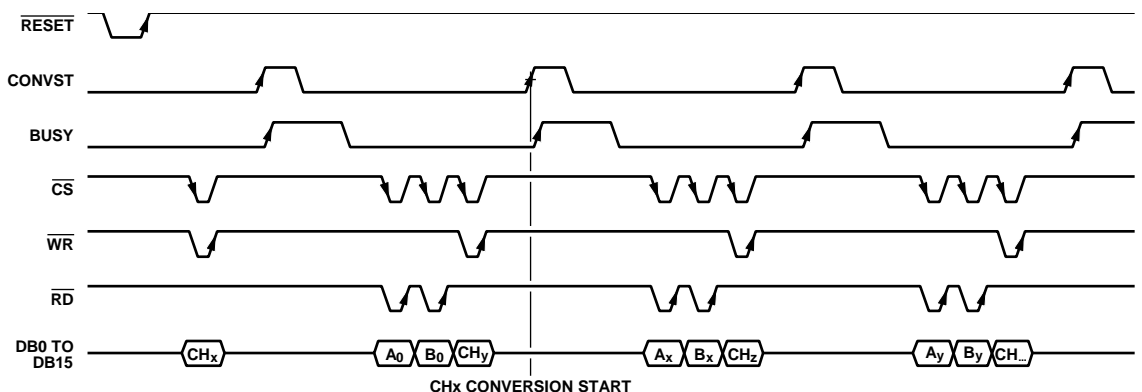 RESET
CONVST
BUSY
CS
WR
RD
DB0 TO
DB15
CHx A0 B0 CHy Ax Bx CHz Ay By CH...
CHx CONVERSION START